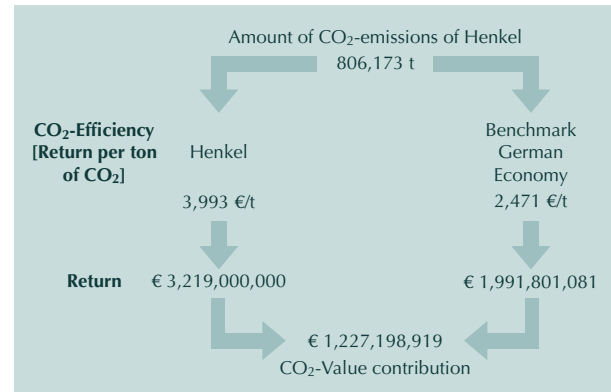 Amount of CO₂-emissions of Henkel
806,173 t
CO₂-Efficiency
[Return per ton
of CO₂]
Henkel
3,993 €/t
Benchmark
German
Economy
2,471 €/t
Return
€ 3,219,000,000
€ 1,991,801,081
€ 1,227,198,919
CO₂-Value contribution